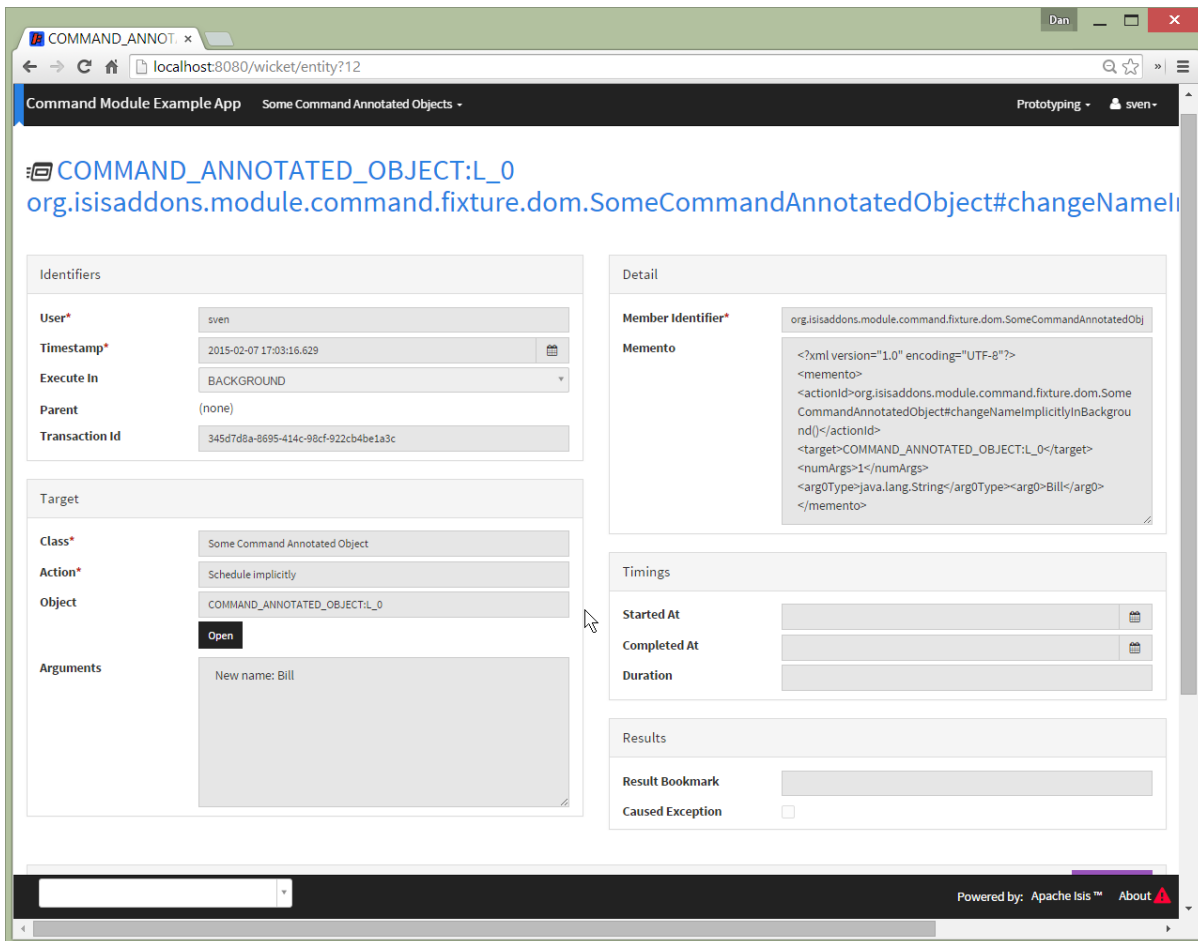 Dan
COMMAND_ANNOT
localhost:8080/wicket/entity?12
Command Module Example App Some Command Annotated Objects Prototyping sven
COMMAND_ANNOTATED_OBJECT:L_0
org.isisaddons.module.command.fixture.dom.SomeCommandAnnotatedObject#changeNameI
Identifiers
User* sven
Timestamp* 2015-02-07 17:03:16.629
Execute In BACKGROUND
Parent (none)
Transaction Id 345d7d8a-8695-414c-98cf-922cb4be1a3c
Target
Class* Some Command Annotated Object
Action* Schedule implicitly
Object COMMAND_ANNOTATED_OBJECT:L_0
Open
Arguments New name: Bill
Detail
Member Identifier* org.isisaddons.module.command.fixture.dom.SomeCommandAnnotatedObj
Memento <?xml version="1.0" encoding="UTF-8"?>
<memento>
<actionId>org.isisaddons.module.command.fixture.dom.Some
CommandAnnotatedObject#changeNameImplicitlyInBackgrou
nd()</actionId>
<target>COMMAND_ANNOTATED_OBJECT:L_0</target>
<numArgs>1</numArgs>
<arg0Type>java.lang.String</arg0Type><arg0>Bill</arg0>
</memento>
Timings
Started At
Completed At
Duration
Results
Result Bookmark
Caused Exception
Powered by: Apache Isis ™ About